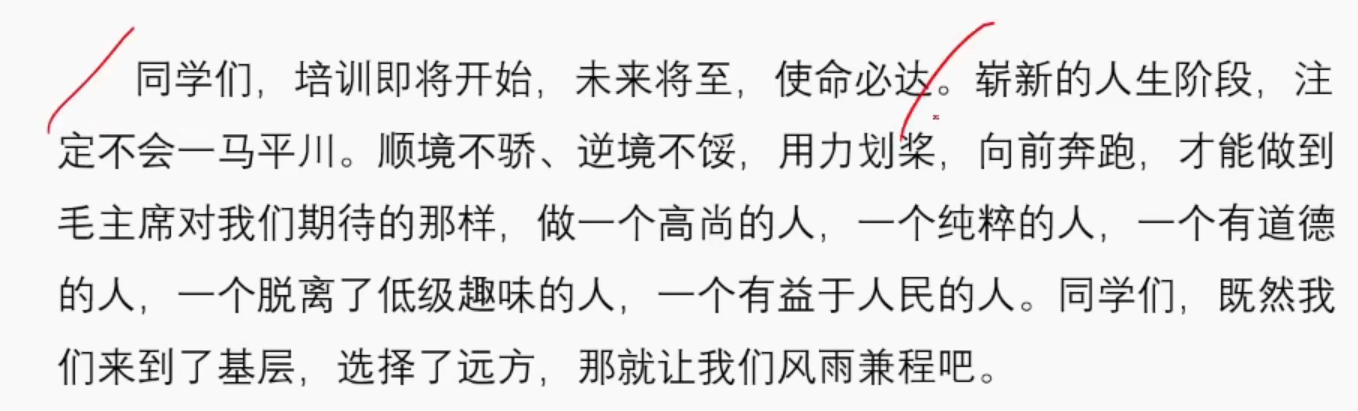 同学们，培训即将开始，未来将至，使命必达。崭新的人生阶段，注
定不会一马平川。顺境不骄、逆境不馁，用力划桨，向前奔跑，才能做到
毛主席对我们期待的那样，做一个高尚的人，一个纯粹的人，一个有道德
的人，一个脱离了低级趣味的人，一个有益于人民的人。同学们，既然我
们来到了基层，选择了远方，那就让我们风雨兼程吧。